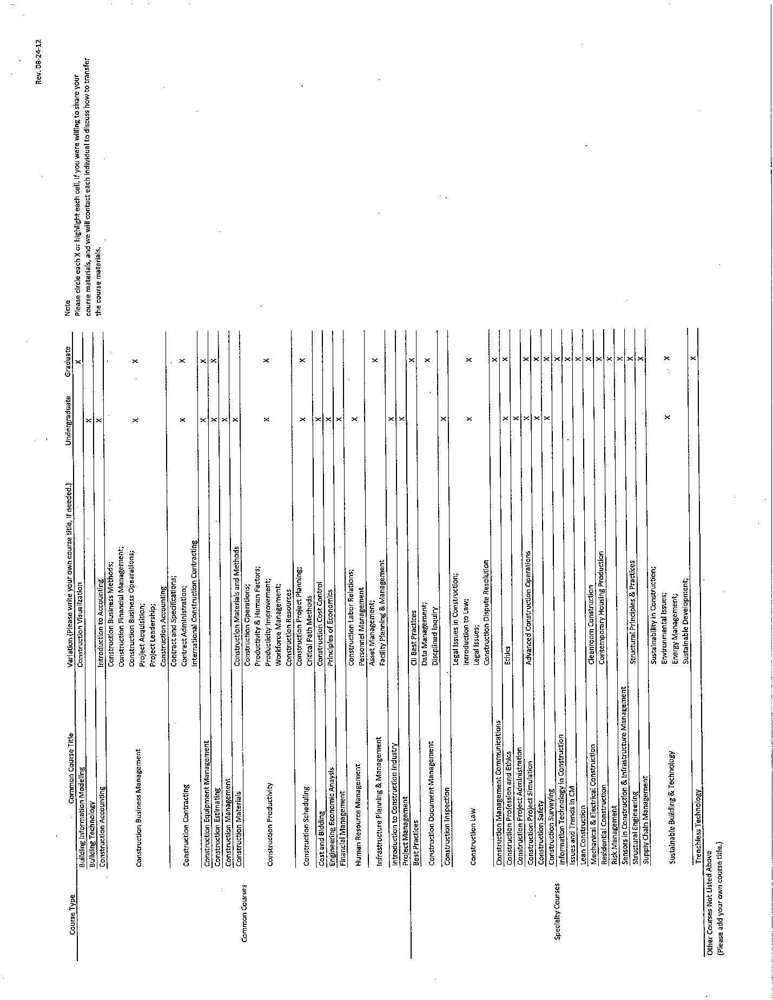 Rev. 08-24-12
Course Type Common Course Title Variation (Please write your own course title, if needed.) Undergraduate Graduate Note
Building Information Modeling Construction Visualization X
Building Technology X
Construction Accounting Introduction to Accounting X
Please circle each X or highlight each cell, if you were willing to share your
course materials, and we will contact each individual to discuss how to transfer
the course materials.
Construction Business Methods;
Construction Financial Management;
Construction Business Opearations;
Construction Business Management X X
Project Acquisition;
Project Leadership;
Construction Accounting
Contract and Specifications;
Construction Contracting Contract Administration; X X
International Construction Contracting
Construction Equipment Management X X
Construction Estimating X X
Construction Management X
Construction Materials Construction Materials and Methods X
Common Courses
Construction Operations;
Productivity & Human Factors;
Construction Productivity Producticity Improvement; X X
Workforce Management;
Construction Resources
Construction Project Planning;
Construction Scheduling X X
Critical Path Methods
Cost and Bidding Construction Cost Control X
Engineering Economic Anaysis Principles of Economics X
Financial Management X
Construction Labor Relations;
Human Resource Management X
Personnel Management
Asset Management;
Infrastructure Planning & Management X
Facility Planning & Management
Introduction to Construction Industry X
Project Management X
Best Practices CII Best Practices X
Data Management;
Construction Document Management X
Discplined Inquiry
Construction Inspection X
Legal Issues in Construction;
Introduction to Law;
Construction Law X X
Legal Issues;
Construction Dispute Resolution
Construction Management Communications X
Construction Profession and Ethics Ethics X X
Construction Project Administration X
Construction Project Simulation Advanced Construction Operations X X
Construction Safety X X
Construction Surveying X X
Specialty Courses
Information Technology in Construction X
Issues and Trends in CM X
Lean Construction X
Mechanical & Electrical Construction Cleanroom Construction X
Residential Construction Contemporary Housing Production X
Risk Management X
Sensors in Construction & Infrastructure Management X
Structural Engineering Structural Principles & Practices X
Supply Chain Management X
Sustainability in Construction;
Environmental Issues;
Sustainable Building & Technology X X
Energy Management;
Sustainable Development;
Trenchless Technology X
Other Courses Not Listed Above
(Please add your own course title.)